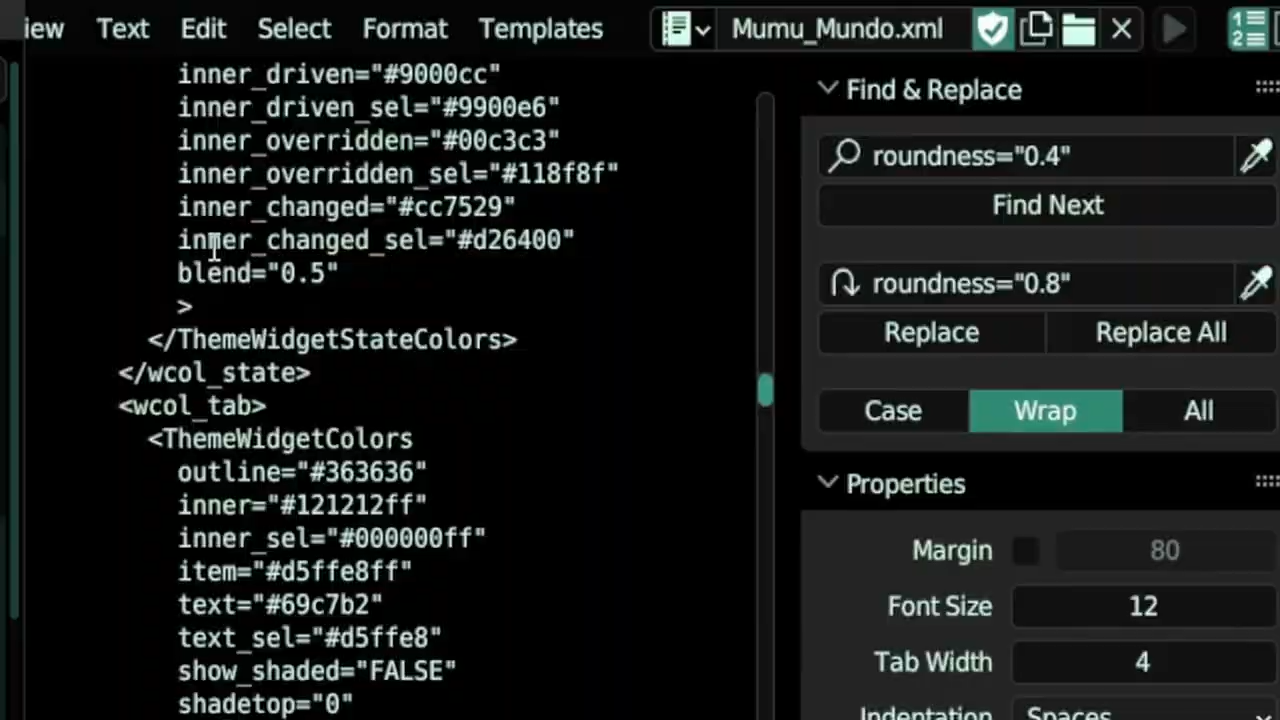 iew Text Edit Select Format Templates Mumu_Mundo.xml
inner_driven="#9000cc"
inner_driven_sel="#9900e6"
inner_overridden="#00c3c3"
inner_overridden_sel="#118f8f"
inner_changed="#cc7529"
inner_changed_sel="#d26400"
blend="0.5"
>
</ThemeWidgetStateColors>
</wcol_state>
<wcol_tab>
<ThemeWidgetColors
outline="#363636"
inner="#121212ff"
inner_sel="#000000ff"
item="#d5ffe8ff"
text="#69c7b2"
text_sel="#d5ffe8"
show_shaded="FALSE"
shadetop="0"
Find & Replace
roundness="0.4"
Find Next
roundness="0.8"
Replace Replace All
Case Wrap All
Properties
Margin 80
Font Size 12
Tab Width 4
Indentation Spaces